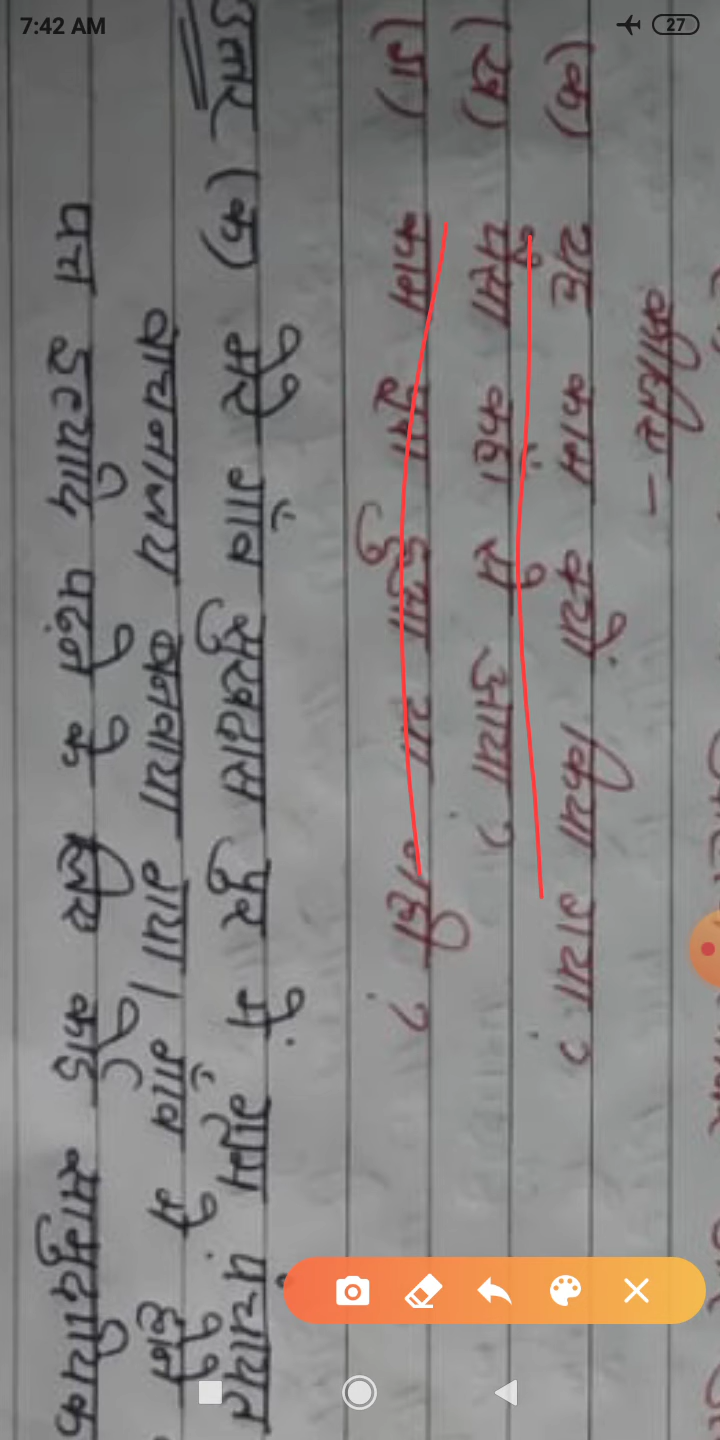 7:42 AM
27
कीजिए –
(क) यह काम क्यों किया गया ?
(ख) पैसा कहाँ से आया ?
(ग) काम पुरा हुआ या नही ?
उत्तर (क) मेरे गाँव सुखदास पुर में ग्राम पंचायत
वाचनालय बनवाया गया। गाँव मे
पत्र इत्यादि पढ़ने के लिए कोई सामुदायिक